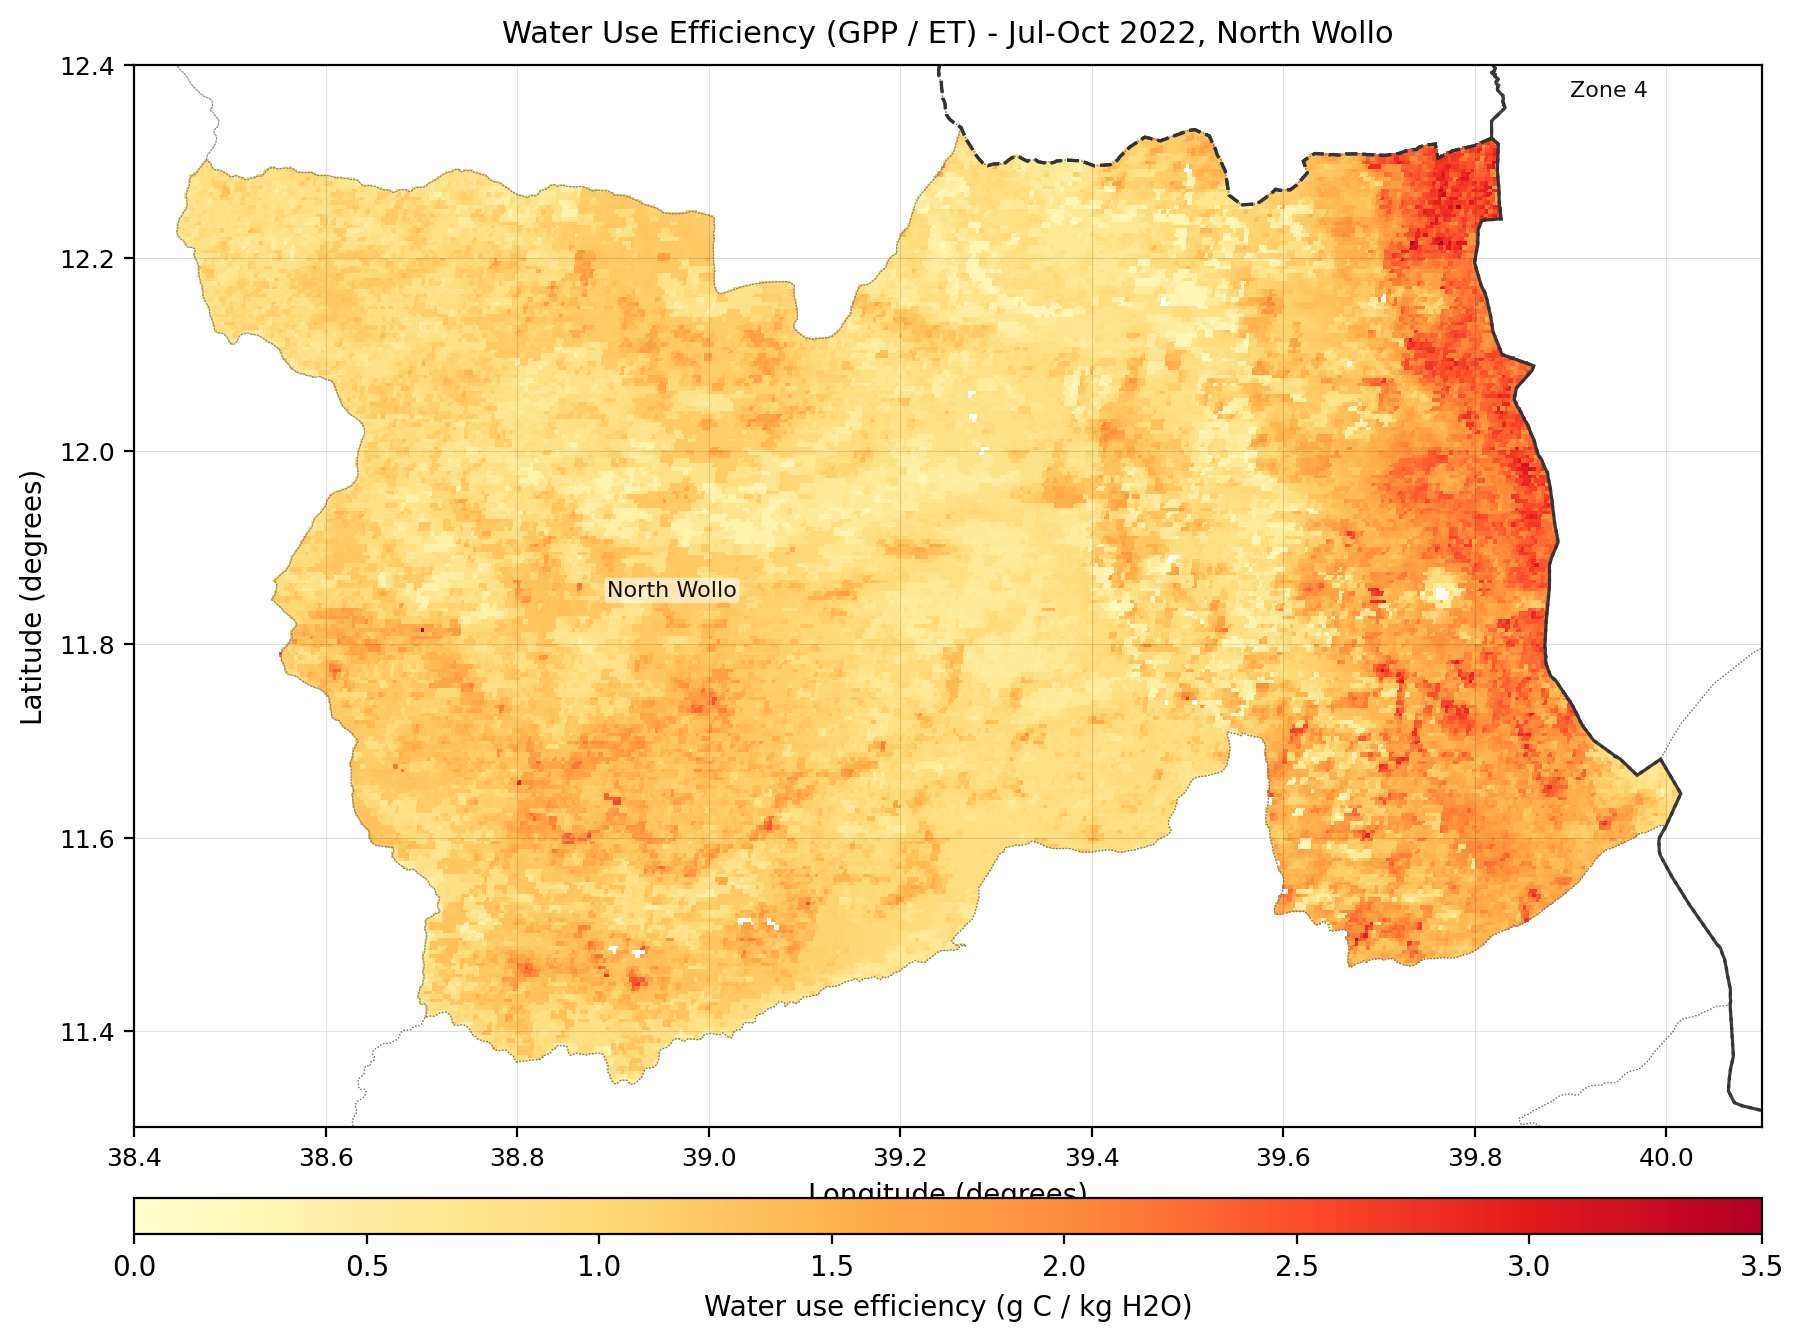 Water Use Efficiency (GPP / ET) - Jul-Oct 2022, North Wollo
Zone 4
North Wollo
Latitude (degrees)
12.4
12.2
12.0
11.8
11.6
11.4
38.4 38.6 38.8 39.0 39.2 39.4 39.6 39.8 40.0
Longitude (degrees)
0.0 0.5 1.0 1.5 2.0 2.5 3.0 3.5
Water use efficiency (g C / kg H2O)